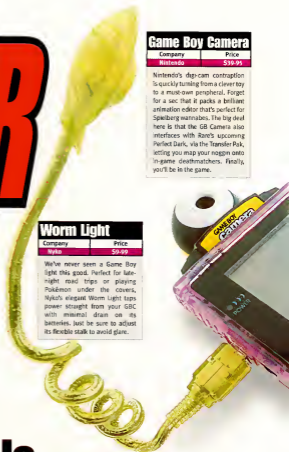 Game Boy Camera
Company Price
Nintendo $39.95
Nintendo's digi-cam contraption
is quickly turning from a clever toy
to a must-own peripheral. Forget
for a sec that it packs a brilliant
animation editor that's perfect for
Spielberg wannabes. The big deal
here is that the GB Camera also
interfaces with Rare's upcoming
Perfect Dark, via the Transfer Pak,
letting you map your noggin onto
in-game deathmatchers. Finally,
you'll be in the game.
R
Worm Light
Company Price
Nyko $9.99
We've never seen a Game Boy
light this good. Perfect for late-
night road trips or playing
Pokémon under the covers,
Nyko's elegant Worm Light taps
power straight from your GBC
with minimal drain on its
batteries. Just be sure to adjust
its flexible stalk to avoid glare.
GAME BOY
camera
POWER